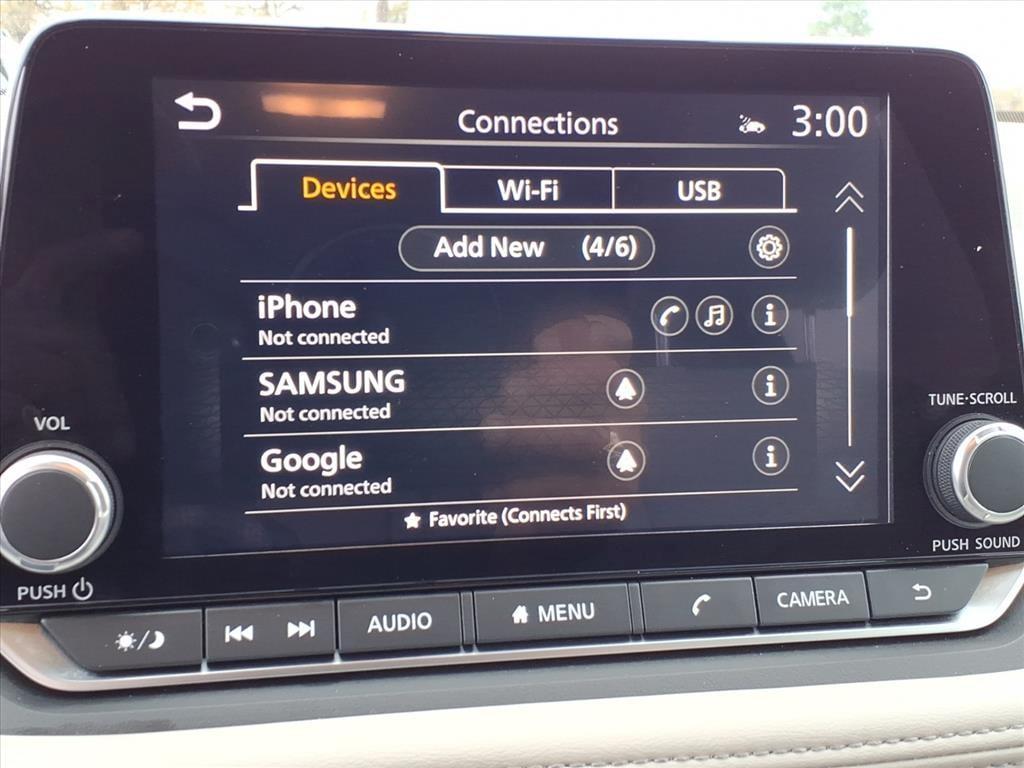 Connections
3:00
Devices
Wi-Fi
USB
Add New (4/6)
iPhone
Not connected
SAMSUNG
Not connected
Google
Not connected
Favorite (Connects First)
VOL
PUSH
TUNE·SCROLL
PUSH SOUND
AUDIO
MENU
CAMERA